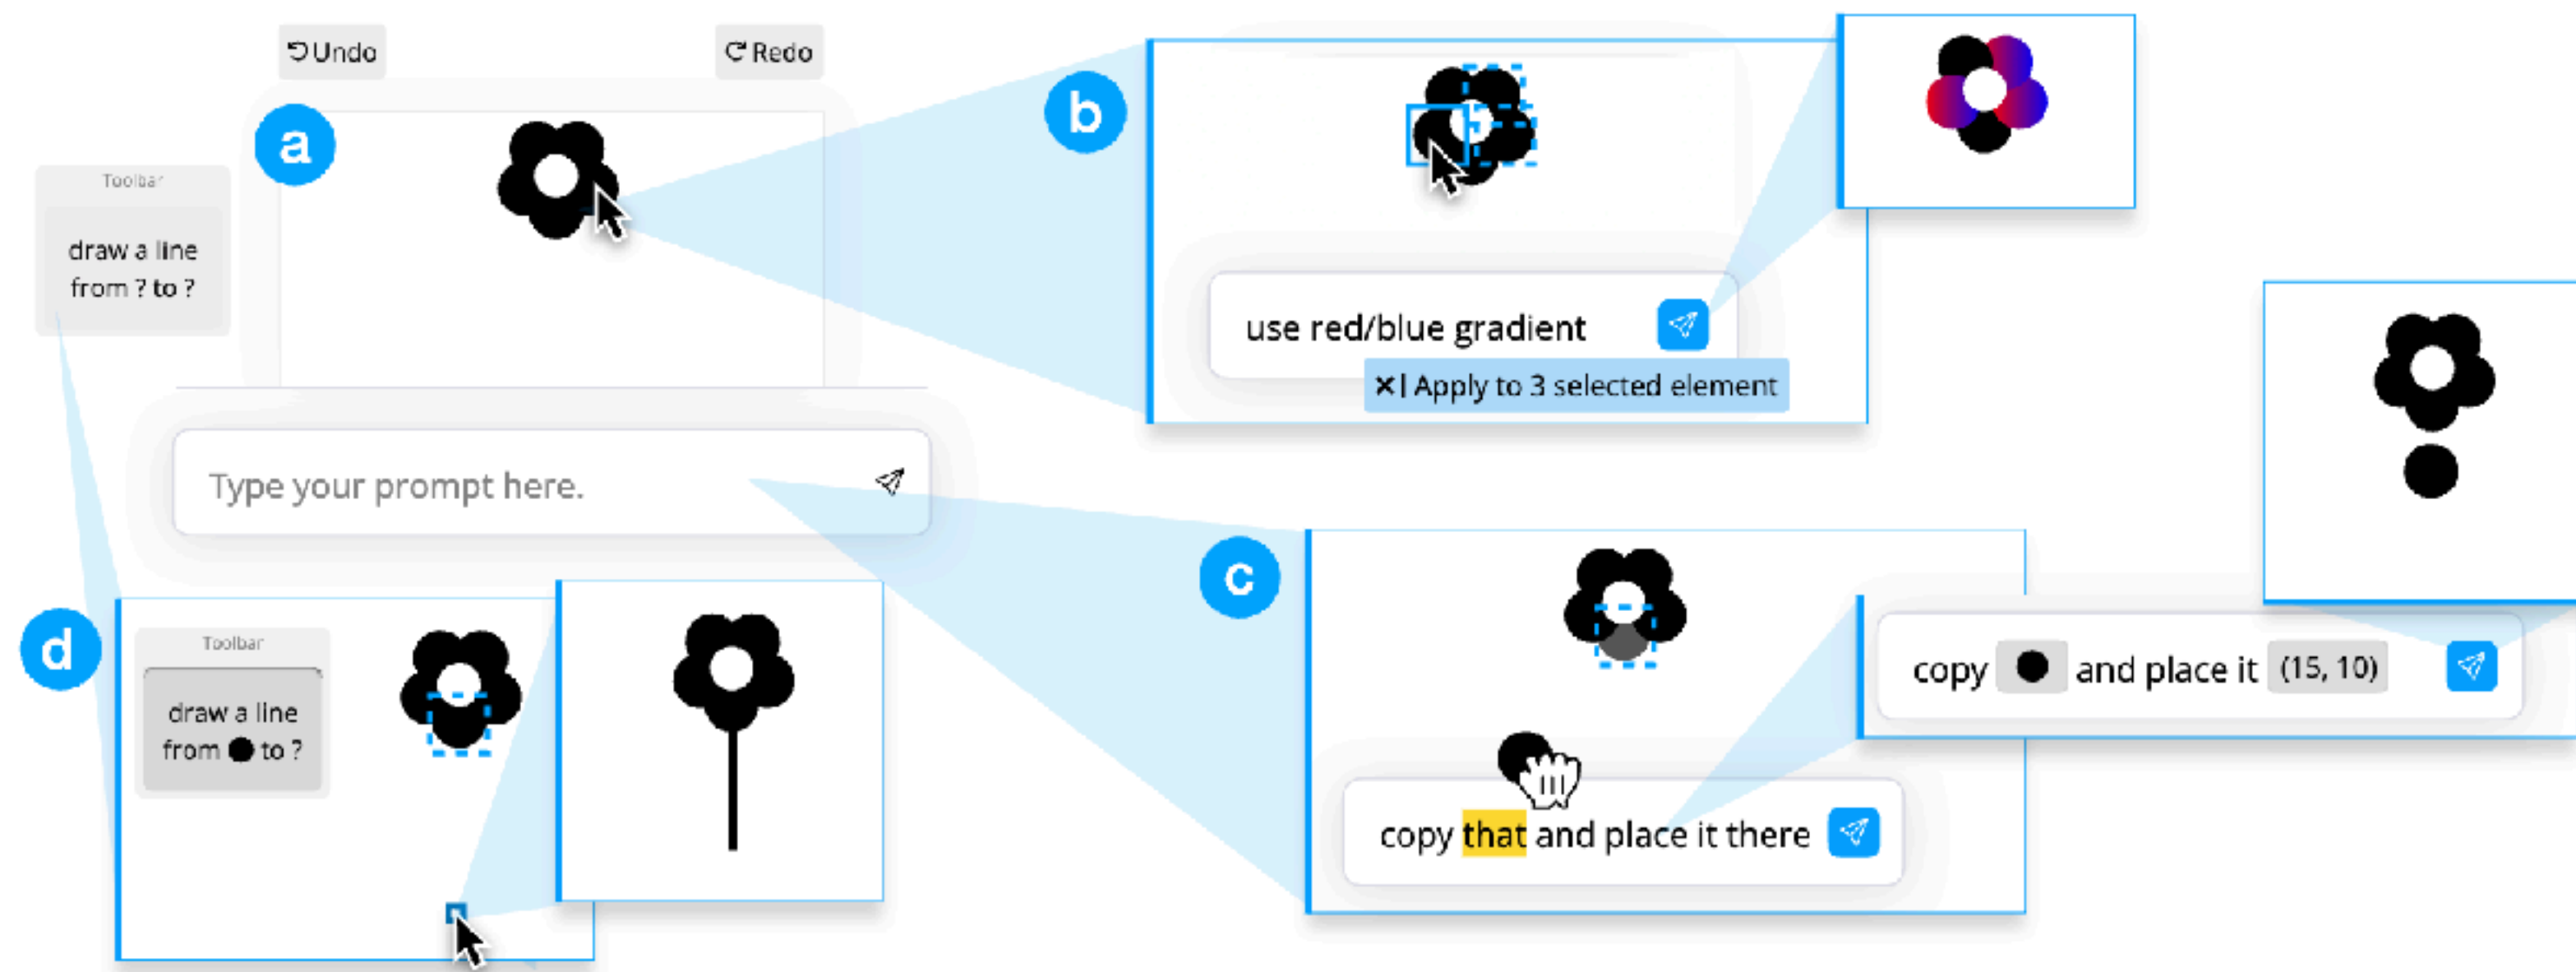 Undo
Redo
a
Toolbar
draw a line
from ? to ?
Type your prompt here.
b
use red/blue gradient
× | Apply to 3 selected element
c
copy that and place it there
copy ● and place it (15, 10)
d
Toolbar
draw a line
from ● to ?